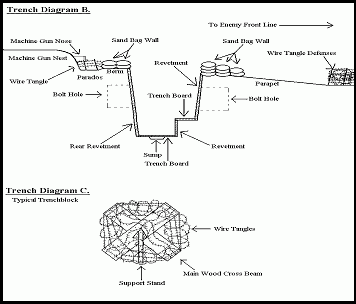 Trench Diagram B.
To Enemy Front Line
Machine Gun Nose
Sand Bag Wall
Sand Bag Wall
Machine Gun Nest
Berm
Revetment
Wire Tangle Defenses
Wire Tangle
Parados
Parapet
Bolt Hole
Trench Board
Bolt Hole
Rear Revetment
Sump
Revetment
Trench Board
Trench Diagram C.
Typical Trenchblock
Wire Tangles
Main Wood Cross Beam
Support Stand